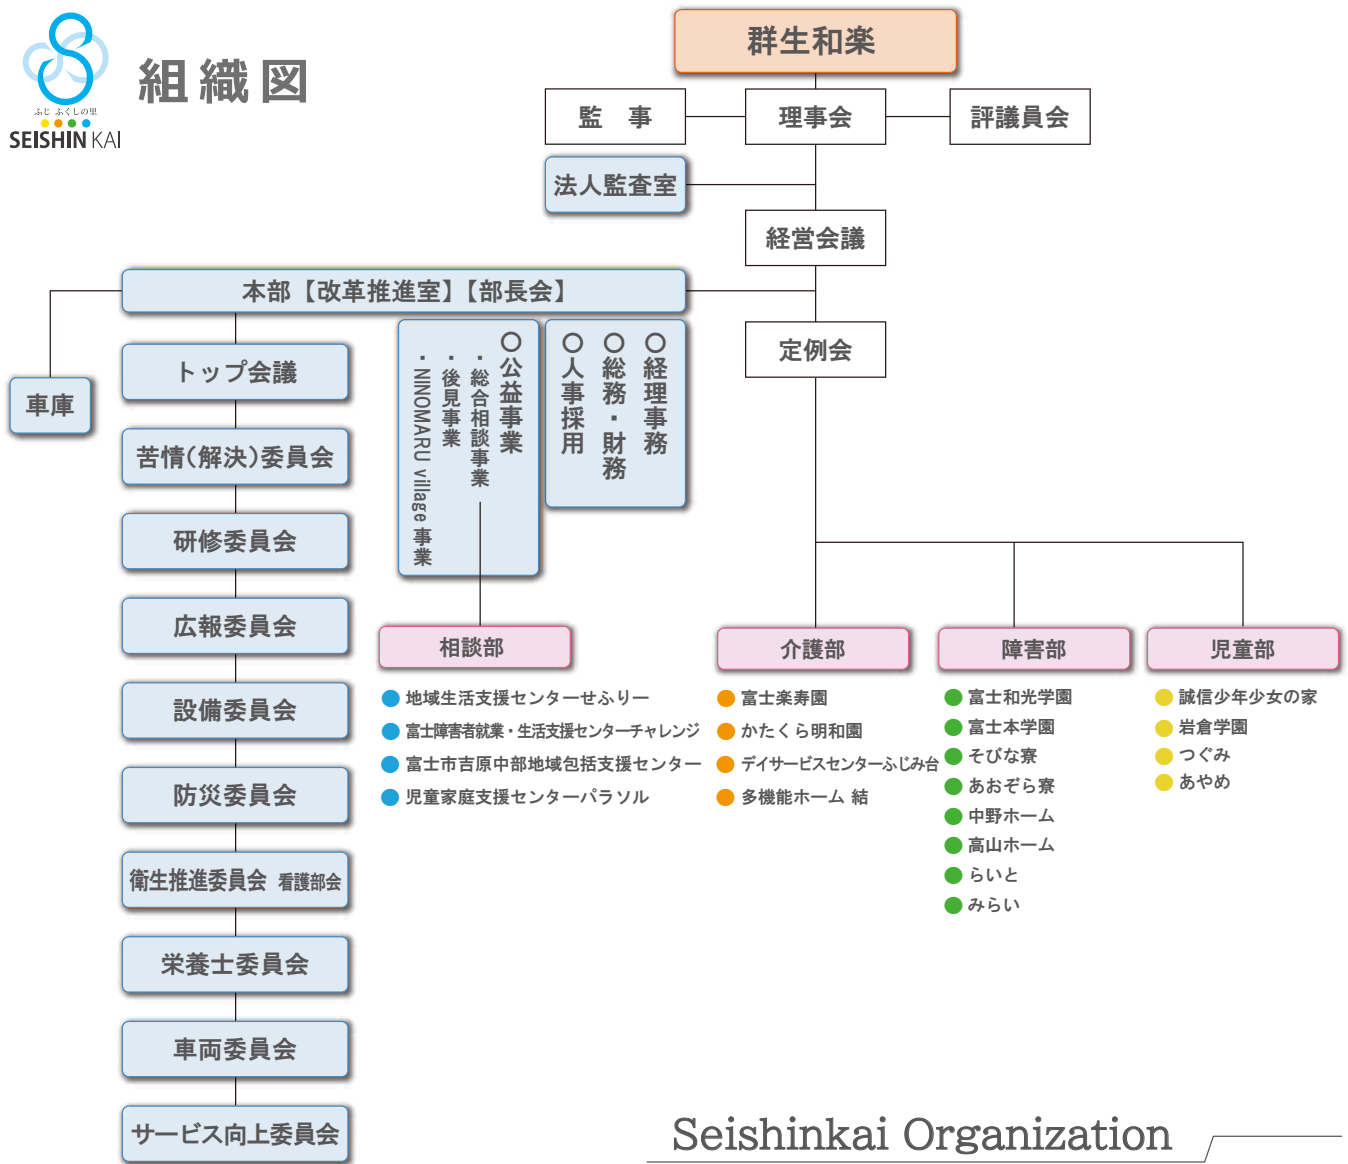 ふじ ふくしの里
SEISHIN KAI
組織図
群生和楽
監 事
理事会
評議員会
法人監査室
経営会議
本部【改革推進室】【部長会】
定例会
車庫
トップ会議
苦情(解決)委員会
研修委員会
広報委員会
設備委員会
防災委員会
衛生推進委員会 看護部会
栄養士委員会
車両委員会
サービス向上委員会
○経理事務
○総務・財務
○人事採用
○公益事業
・総合相談事業
・後見事業
・NINOMARU village 事業
相談部
● 地域生活支援センターせふりー
● 富士障害者就業・生活支援センターチャレンジ
● 富士市吉原中部地域包括支援センター
● 児童家庭支援センターパラソル
介護部
● 富士楽寿園
● かたくら明和園
● デイサービスセンターふじみ台
● 多機能ホーム 結
障害部
● 富士和光学園
● 富士本学園
● そびな寮
● あおぞら寮
● 中野ホーム
● 高山ホーム
● らいと
● みらい
児童部
● 誠信少年少女の家
● 岩倉学園
● つぐみ
● あやめ
Seishinkai Organization